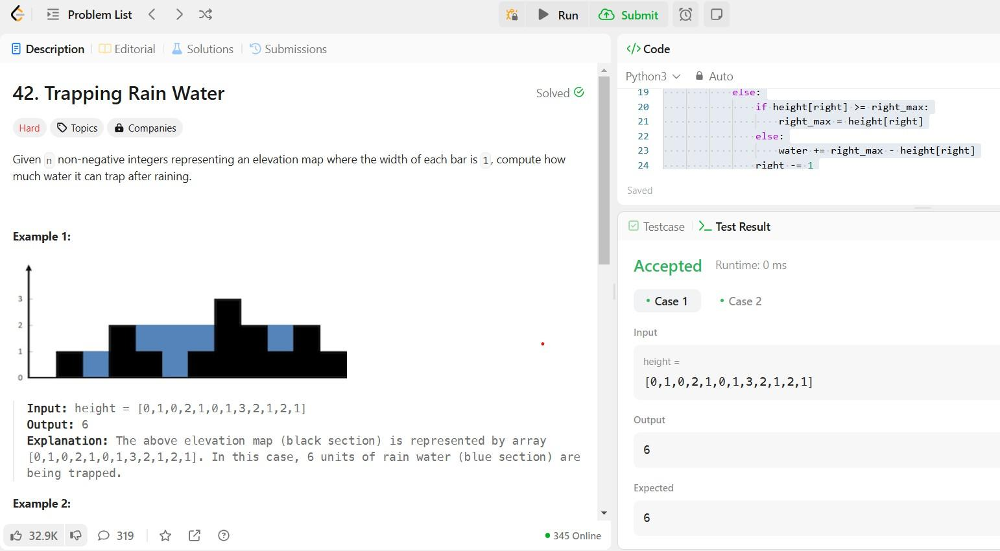 Problem List
Run
Submit
Description
Editorial
Solutions
Submissions
42. Trapping Rain Water
Solved
Hard
Topics
Companies
Given n non-negative integers representing an elevation map where the width of each bar is 1, compute how
much water it can trap after raining.
Example 1:
3
2
1
0
Input: height = [0,1,0,2,1,0,1,3,2,1,2,1]
Output: 6
Explanation: The above elevation map (black section) is represented by array
[0,1,0,2,1,0,1,3,2,1,2,1]. In this case, 6 units of rain water (blue section) are
being trapped.
Example 2:
32.9K
319
345 Online
</> Code
Python3
Auto
19 else:
20 if height[right] >= right_max:
21 right_max = height[right]
22 else:
23 water += right_max - height[right]
24 right -= 1
Saved
Testcase
Test Result
Accepted
Runtime: 0 ms
Case 1
Case 2
Input
height =
[0,1,0,2,1,0,1,3,2,1,2,1]
Output
6
Expected
6